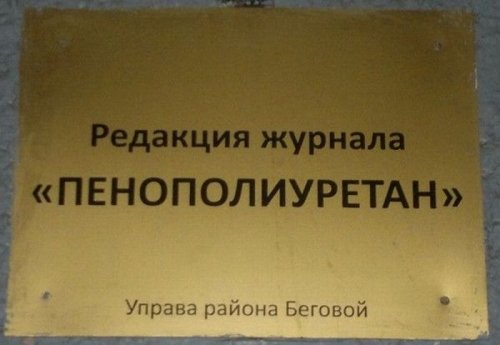 Редакция журнала
«ПЕНОПОЛИУРЕТАН»
Управа района Беговой